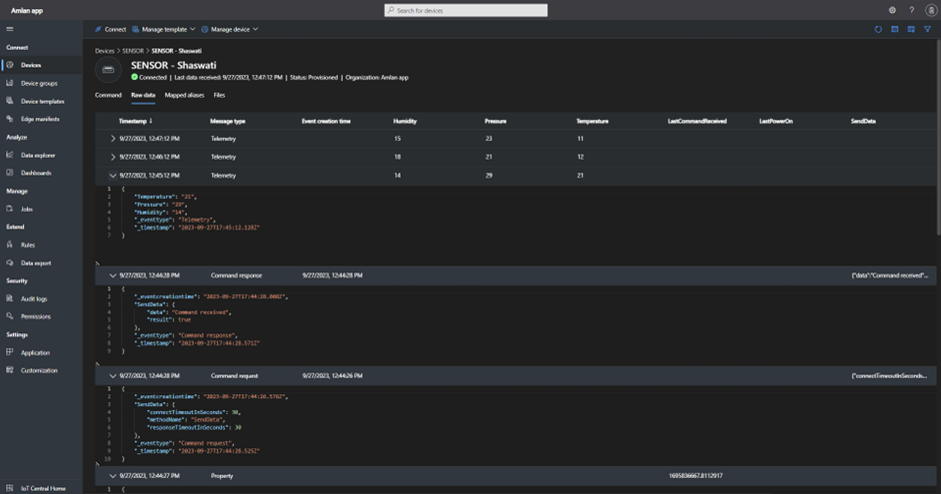 Amlan app
Search for devices
Connect
Devices
Device groups
Device templates
Edge manifests
Analyze
Data explorer
Dashboards
Manage
Jobs
Extend
Rules
Data export
Security
Audit logs
Permissions
Settings
Application
Customization
IoT Central Home
Connect Manage template Manage device
Devices > SENSOR > SENSOR - Shaswati
SENSOR - Shaswati
Connected | Last data received: 9/27/2023, 12:47:12 PM | Status: Provisioned | Organization: Amlan app
Command Raw data Mapped aliases Files
Timestamp ↓ Message type Event creation time Humidity Pressure Temperature LastCommandReceived LastPowerOn SendData
9/27/2023, 12:47:12 PM Telemetry 15 23 11
9/27/2023, 12:46:12 PM Telemetry 18 21 12
9/27/2023, 12:45:12 PM Telemetry 14 29 21
1 {
2 "Temperature": "21",
3 "Pressure": "29",
4 "Humidity": "14",
5 "_eventtype": "Telemetry",
6 "_timestamp": "2023-09-27T17:45:12.128Z"
7 }
9/27/2023, 12:44:28 PM Command response 9/27/2023, 12:44:28 PM {"data":"Command received"...
1 {
2 "_eventcreationtime": "2023-09-27T17:44:28.008Z",
3 "SendData": {
4 "data": "Command received",
5 "result": true
6 },
7 "_eventtype": "Command response",
8 "_timestamp": "2023-09-27T17:44:28.571Z"
9 }
9/27/2023, 12:44:28 PM Command request 9/27/2023, 12:44:26 PM {"connectTimeoutInSeconds...
1 {
2 "_eventcreationtime": "2023-09-27T17:44:26.576Z",
3 "SendData": {
4 "connectTimeoutInSeconds": 30,
5 "methodName": "SendData",
6 "responseTimeoutInSeconds": 30
7 },
8 "_eventtype": "Command request",
9 "_timestamp": "2023-09-27T17:44:28.525Z"
10 }
9/27/2023, 12:44:27 PM Property 1695836667.8112917
1 {